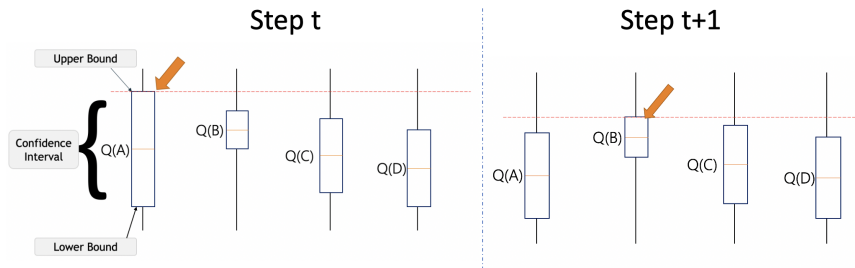 Step t
Step t+1
Upper Bound
Confidence
Interval
Q(A)
Q(B)
Q(C)
Q(D)
Lower Bound
Q(A)
Q(B)
Q(C)
Q(D)